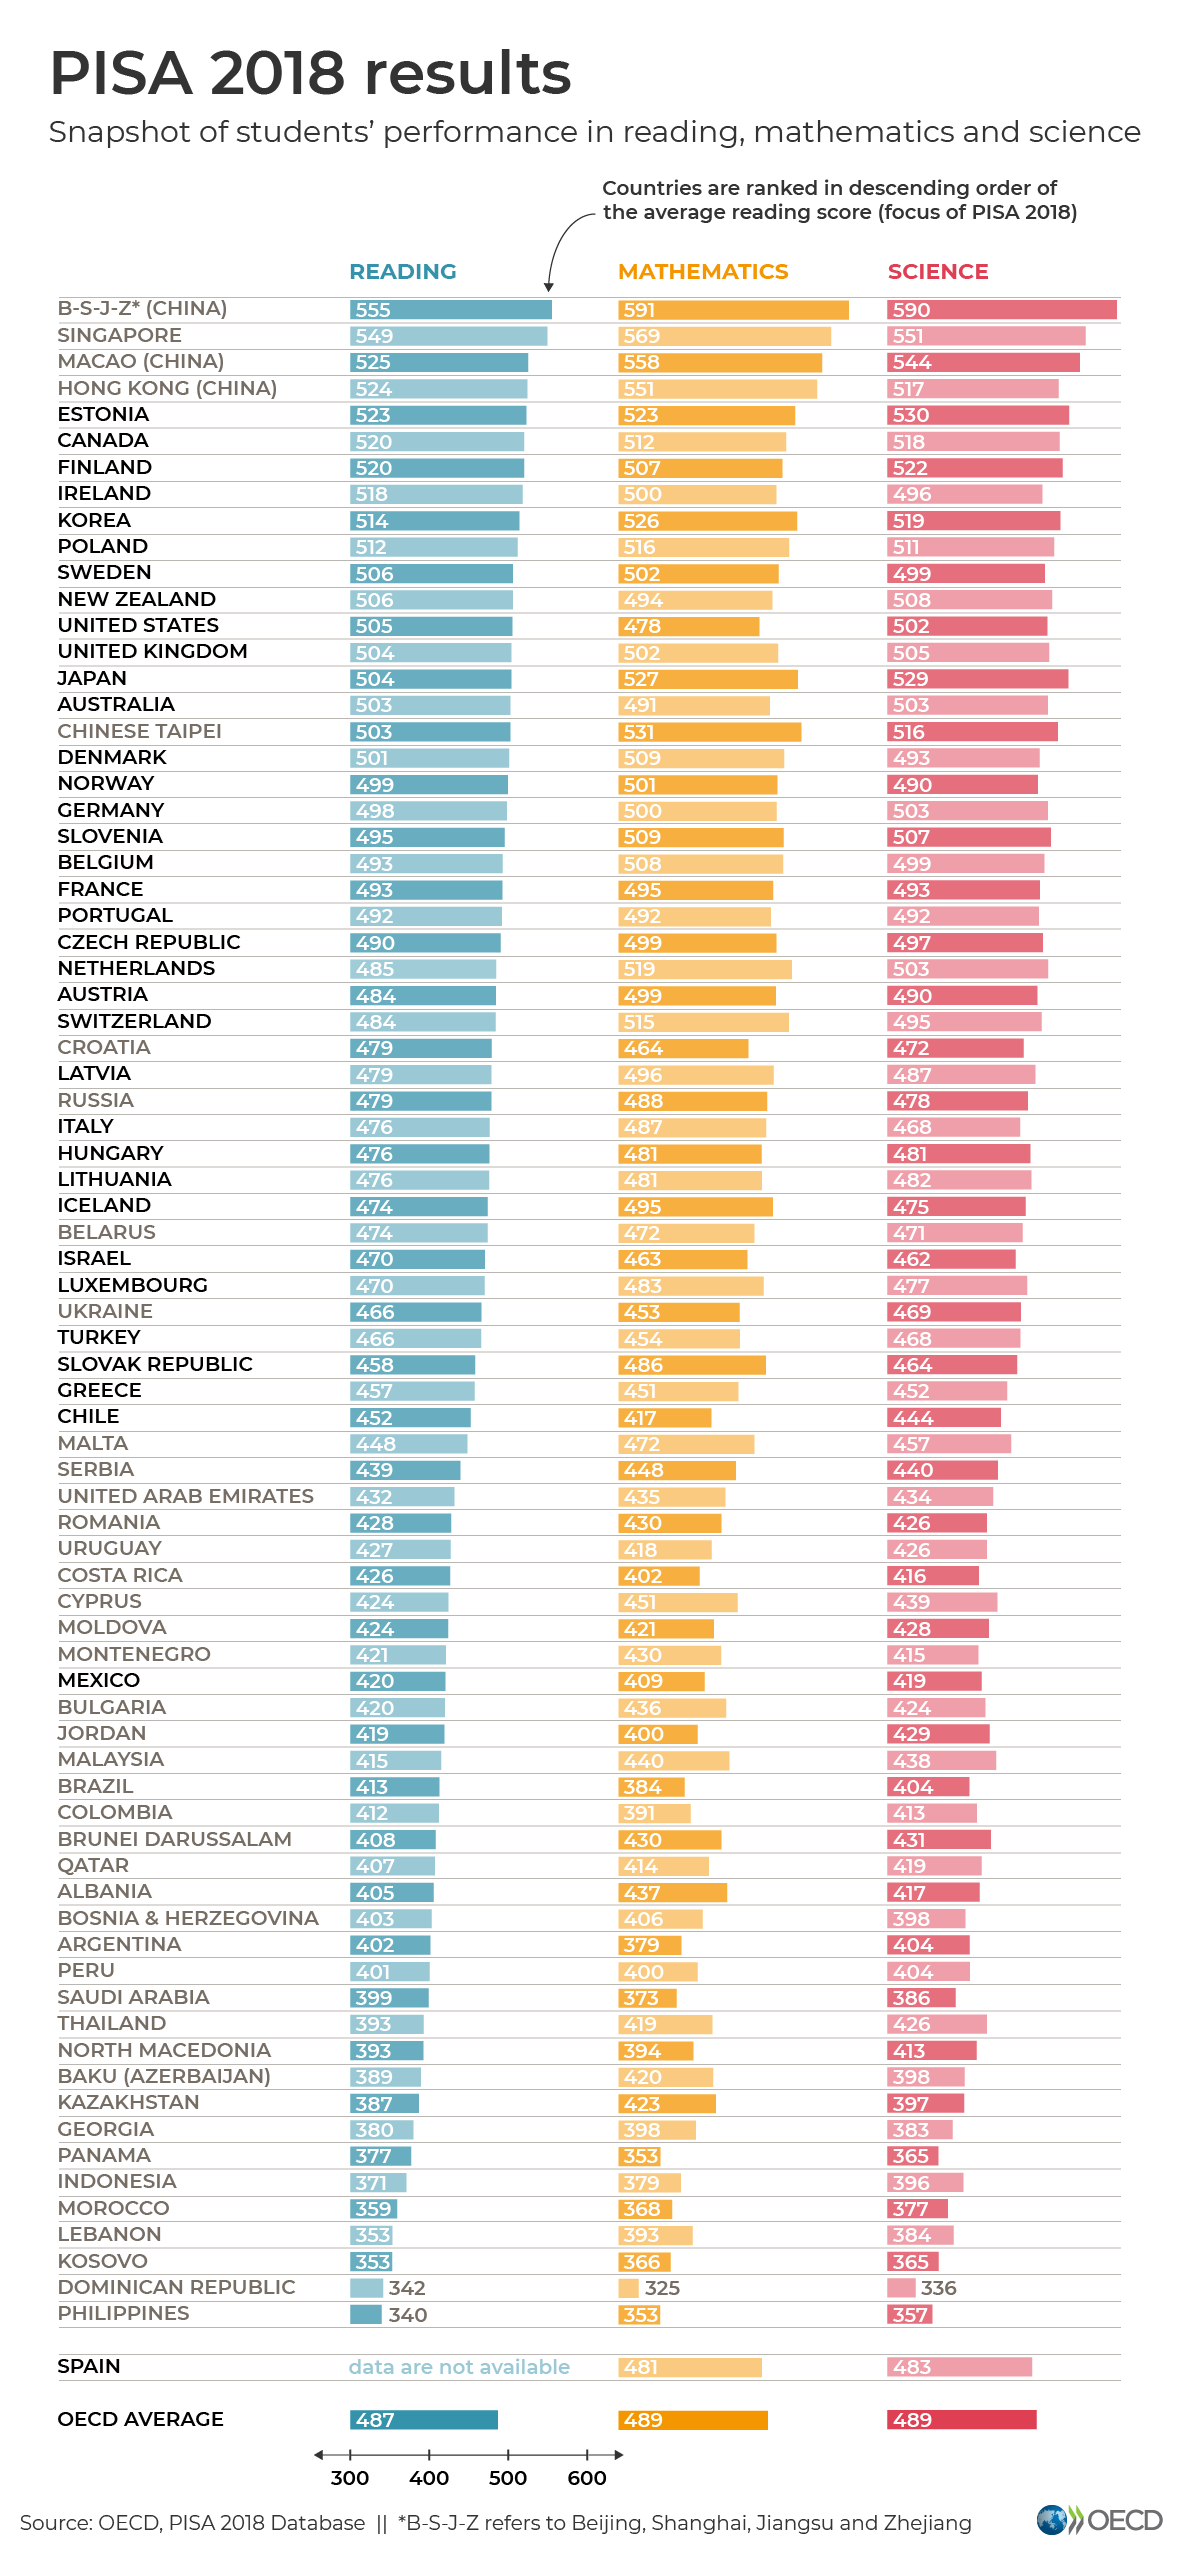 PISA 2018 results
Snapshot of students’ performance in reading, mathematics and science
Countries are ranked in descending order of
the average reading score (focus of PISA 2018)
READING MATHEMATICS SCIENCE
B-S-J-Z* (CHINA) 555 591 590
SINGAPORE 549 569 551
MACAO (CHINA) 525 558 544
HONG KONG (CHINA) 524 551 517
ESTONIA 523 523 530
CANADA 520 512 518
FINLAND 520 507 522
IRELAND 518 500 496
KOREA 514 526 519
POLAND 512 516 511
SWEDEN 506 502 499
NEW ZEALAND 506 494 508
UNITED STATES 505 478 502
UNITED KINGDOM 504 502 505
JAPAN 504 527 529
AUSTRALIA 503 491 503
CHINESE TAIPEI 503 531 516
DENMARK 501 509 493
NORWAY 499 501 490
GERMANY 498 500 503
SLOVENIA 495 509 507
BELGIUM 493 508 499
FRANCE 493 495 493
PORTUGAL 492 492 492
CZECH REPUBLIC 490 499 497
NETHERLANDS 485 519 503
AUSTRIA 484 499 490
SWITZERLAND 484 515 495
CROATIA 479 464 472
LATVIA 479 496 487
RUSSIA 479 488 478
ITALY 476 487 468
HUNGARY 476 481 481
LITHUANIA 476 481 482
ICELAND 474 495 475
BELARUS 474 472 471
ISRAEL 470 463 462
LUXEMBOURG 470 483 477
UKRAINE 466 453 469
TURKEY 466 454 468
SLOVAK REPUBLIC 458 486 464
GREECE 457 451 452
CHILE 452 417 444
MALTA 448 472 457
SERBIA 439 448 440
UNITED ARAB EMIRATES 432 435 434
ROMANIA 428 430 426
URUGUAY 427 418 426
COSTA RICA 426 402 416
CYPRUS 424 451 439
MOLDOVA 424 421 428
MONTENEGRO 421 430 415
MEXICO 420 409 419
BULGARIA 420 436 424
JORDAN 419 400 429
MALAYSIA 415 440 438
BRAZIL 413 384 404
COLOMBIA 412 391 413
BRUNEI DARUSSALAM 408 430 431
QATAR 407 414 419
ALBANIA 405 437 417
BOSNIA & HERZEGOVINA 403 406 398
ARGENTINA 402 379 404
PERU 401 400 404
SAUDI ARABIA 399 373 386
THAILAND 393 419 426
NORTH MACEDONIA 393 394 413
BAKU (AZERBAIJAN) 389 420 398
KAZAKHSTAN 387 423 397
GEORGIA 380 398 383
PANAMA 377 353 365
INDONESIA 371 379 396
MOROCCO 359 368 377
LEBANON 353 393 384
KOSOVO 353 366 365
DOMINICAN REPUBLIC 342 325 336
PHILIPPINES 340 353 357
SPAIN data are not available 481 483
OECD AVERAGE 487 489 489
300 400 500 600
Source: OECD, PISA 2018 Database || *B-S-J-Z refers to Beijing, Shanghai, Jiangsu and Zhejiang
OECD